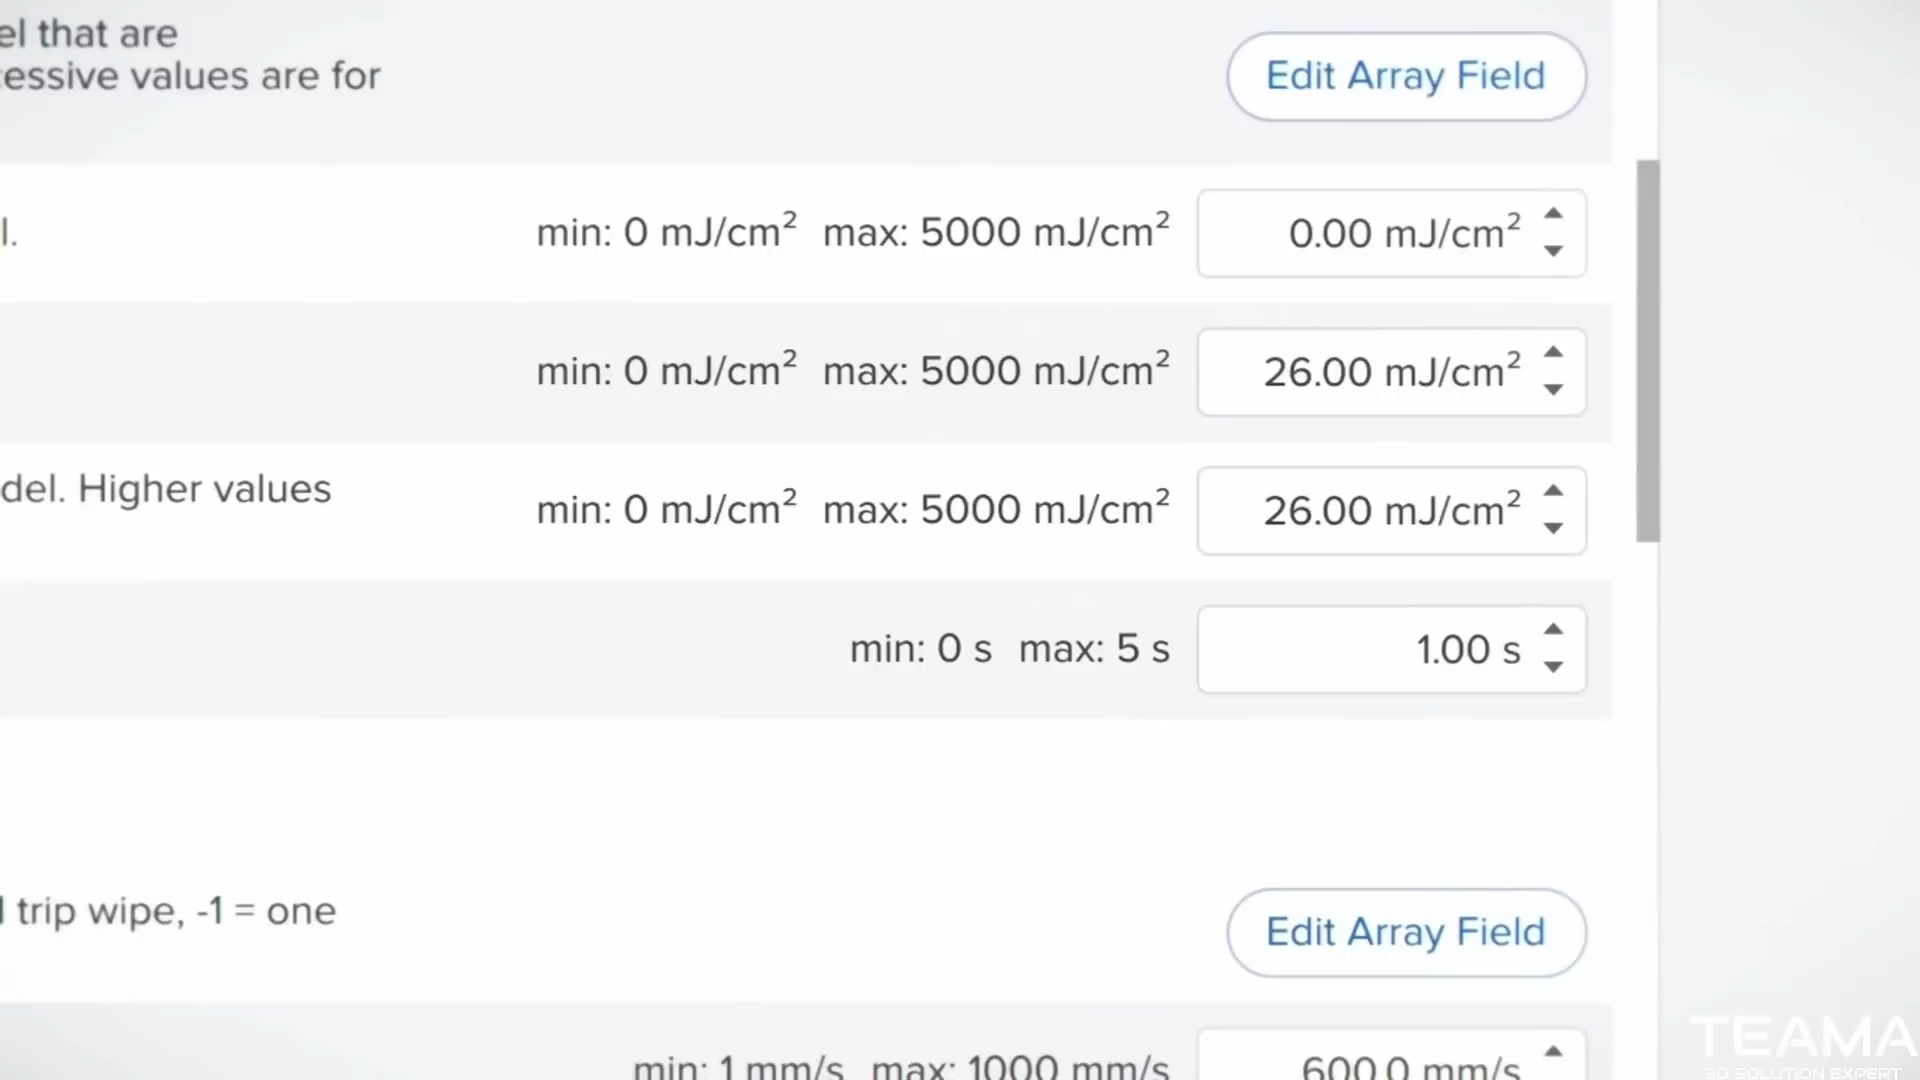 el that are
essive values are for
Edit Array Field
l.
min: 0 mJ/cm² max: 5000 mJ/cm² 0.00 mJ/cm²
min: 0 mJ/cm² max: 5000 mJ/cm² 26.00 mJ/cm²
del. Higher values
min: 0 mJ/cm² max: 5000 mJ/cm² 26.00 mJ/cm²
min: 0 s max: 5 s 1.00 s
trip wipe, -1 = one
Edit Array Field
min: 1 mm/s max: 1000 mm/s 600.0 mm/s
TEAMA
3D SOLUTION EXPERT